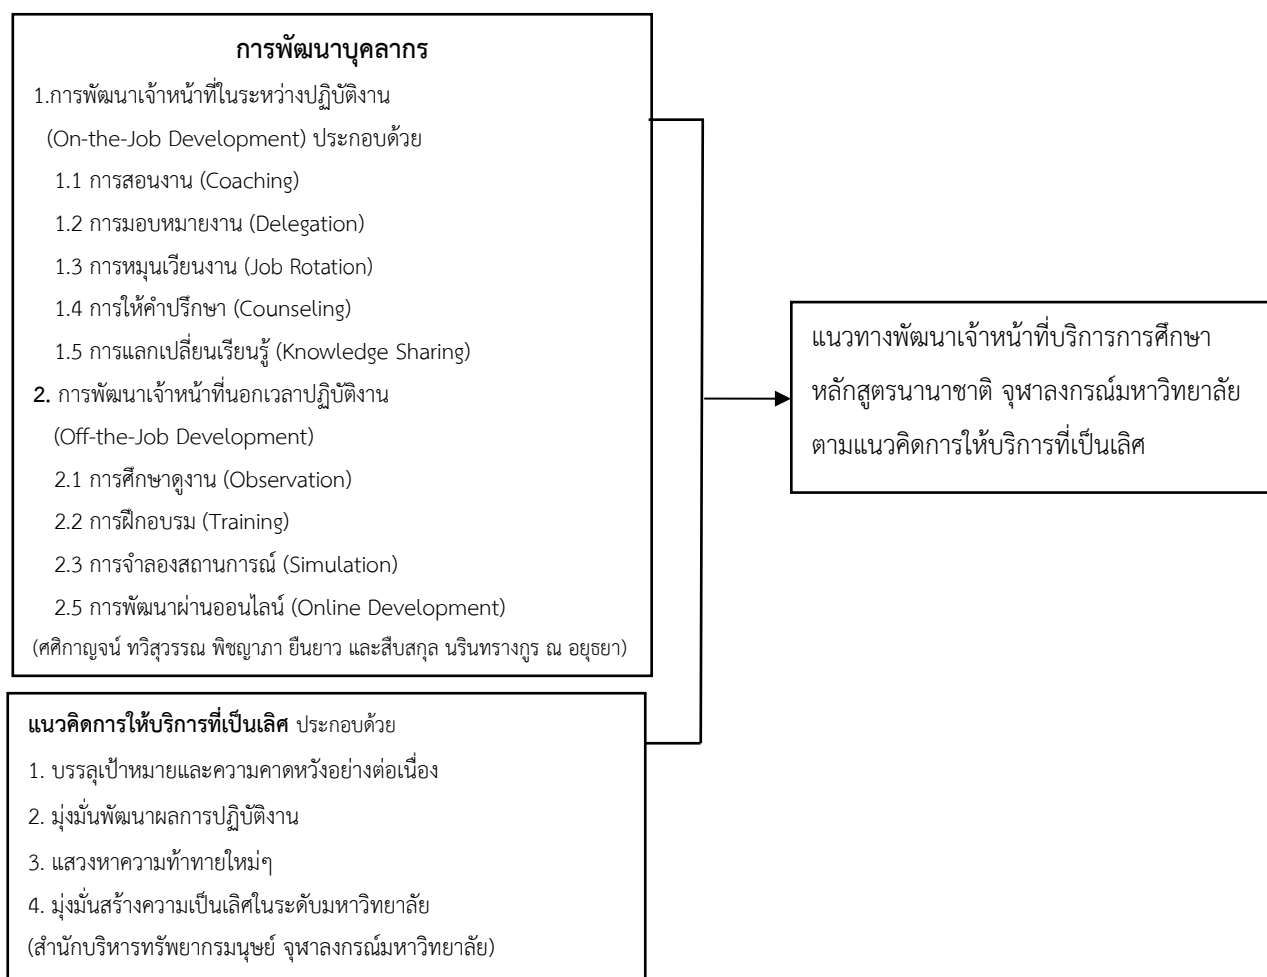 การพัฒนาบุคลากร
1.การพัฒนาเจ้าหน้าที่ในระหว่างปฏิบัติงาน
(On-the-Job Development) ประกอบด้วย
1.1 การสอนงาน (Coaching)
1.2 การมอบหมายงาน (Delegation)
1.3 การหมุนเวียนงาน (Job Rotation)
1.4 การให้คำปรึกษา (Counseling)
1.5 การแลกเปลี่ยนเรียนรู้ (Knowledge Sharing)
2. การพัฒนาเจ้าหน้าที่นอกเวลาปฏิบัติงาน
(Off-the-Job Development)
2.1 การศึกษาดูงาน (Observation)
2.2 การฝึกอบรม (Training)
2.3 การจำลองสถานการณ์ (Simulation)
2.5 การพัฒนาผ่านออนไลน์ (Online Development)
(ศศิกาญจน์ ทวิสุวรรณ พิชญาภา ยืนยาว และสืบสกุล นรินทรางกูร ณ อยุธยา)
แนวคิดการให้บริการที่เป็นเลิศ ประกอบด้วย
1. บรรลุเป้าหมายและความคาดหวังอย่างต่อเนื่อง
2. มุ่งมั่นพัฒนาผลการปฏิบัติงาน
3. แสวงหาความท้าทายใหม่ๆ
4. มุ่งมั่นสร้างความเป็นเลิศในระดับมหาวิทยาลัย
(สำนักบริหารทรัพยากรมนุษย์ จุฬาลงกรณ์มหาวิทยาลัย)
แนวทางพัฒนาเจ้าหน้าที่บริการการศึกษา
หลักสูตรนานาชาติ จุฬาลงกรณ์มหาวิทยาลัย
ตามแนวคิดการให้บริการที่เป็นเลิศ